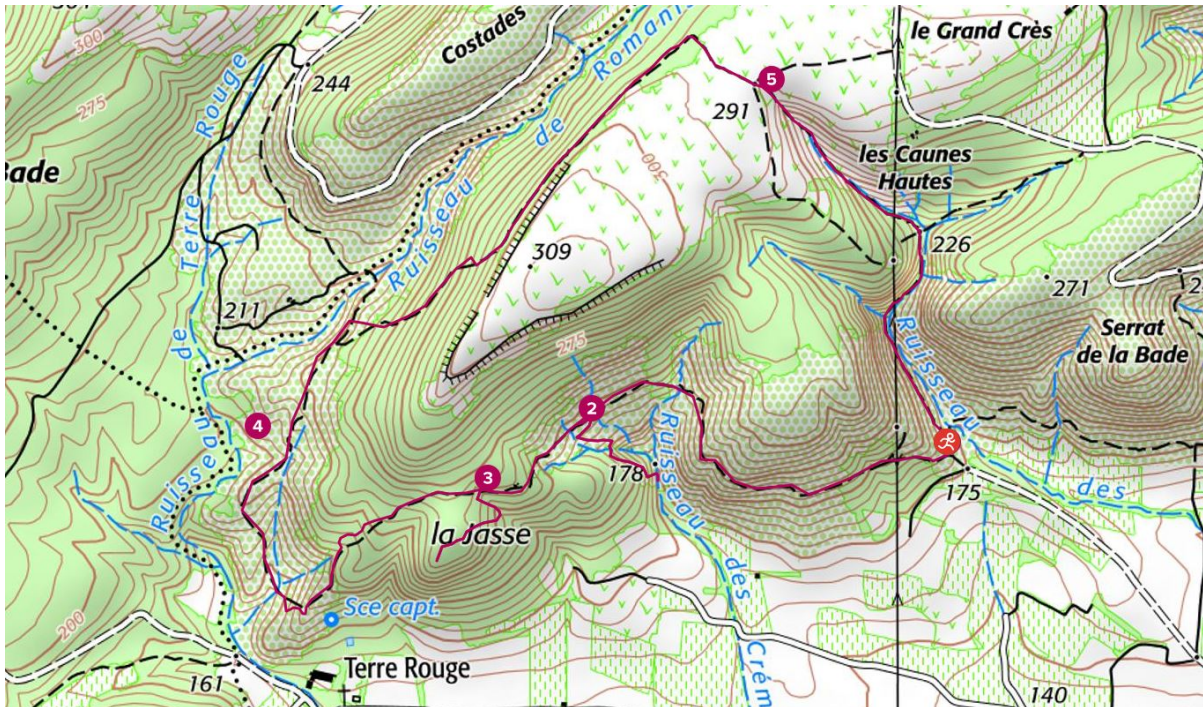 300
Costades
Romani
le Grand Crès
244
275
Terre Rouge
5
de
291
300
les Caunes
Hautes
Bade
Ruisseau
309
226
271
211
Ruisseau
Serrat
de la Bade
de
275
2
4
Ruisseau
3
178
la Jasse
175
des
Ruisseau
des
200
Sce capt.
Terre Rouge
161
Crém
140